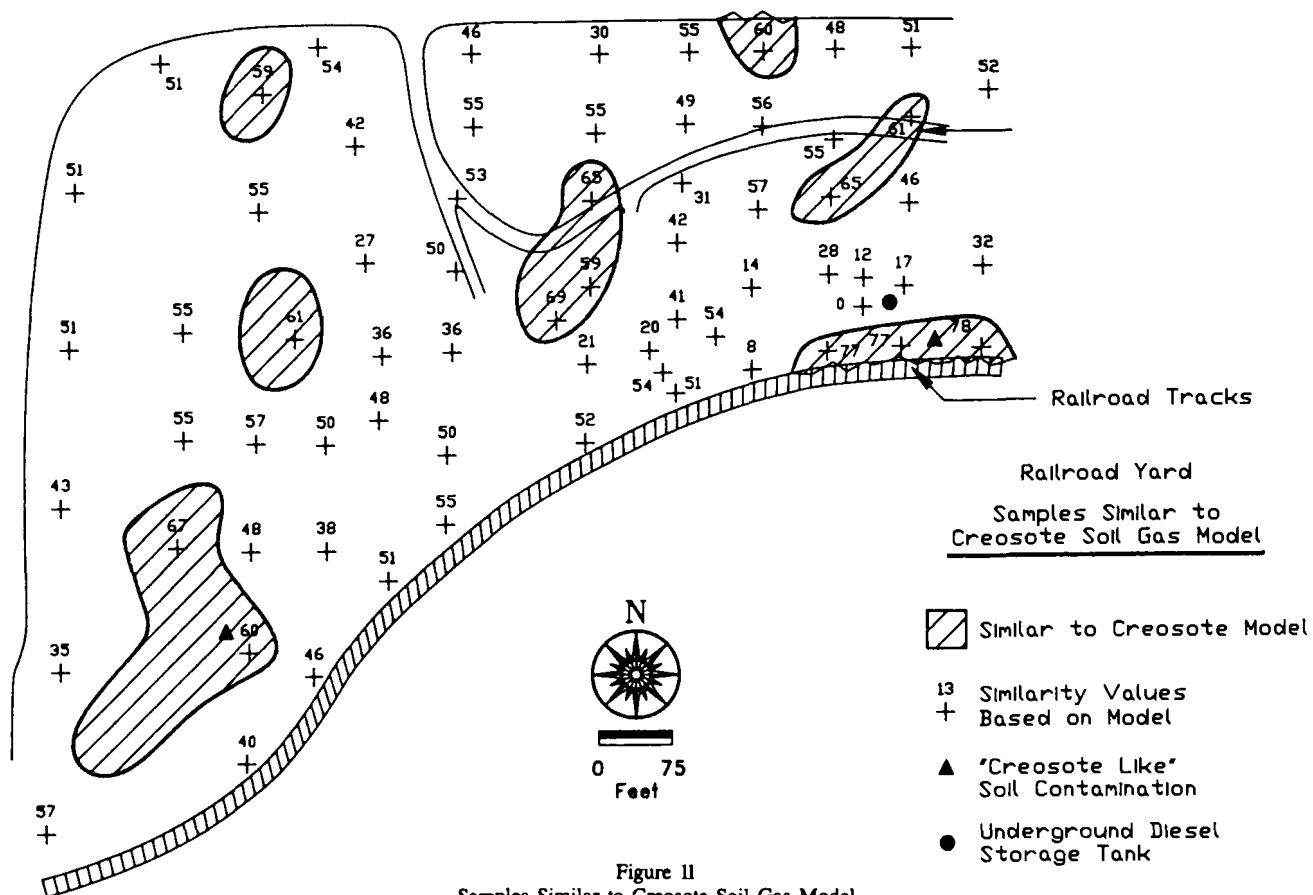 46 30 55 60 48 51
51 59 54 52
42 55 55 49 56 61
51 55 53 65 31 57 55 65 46
27 50 42 28 12 17 32
59 14
55 61 69 41 54 0
51 36 36 21 20 8 77 77 78
54 51
48
55 57 50 50 52
43 55
67 48 38 51
60
35 46
40
57
Railroad Tracks
Railroad Yard
Samples Similar to
Creosote Soil Gas Model
Similar to Creosote Model
13 Similarity Values
Based on Model
"Creosote Like"
Soil Contamination
Underground Diesel
Storage Tank
N
0 75
Feet
Figure 11
Samples Similar to Creosote Soil Gas Model